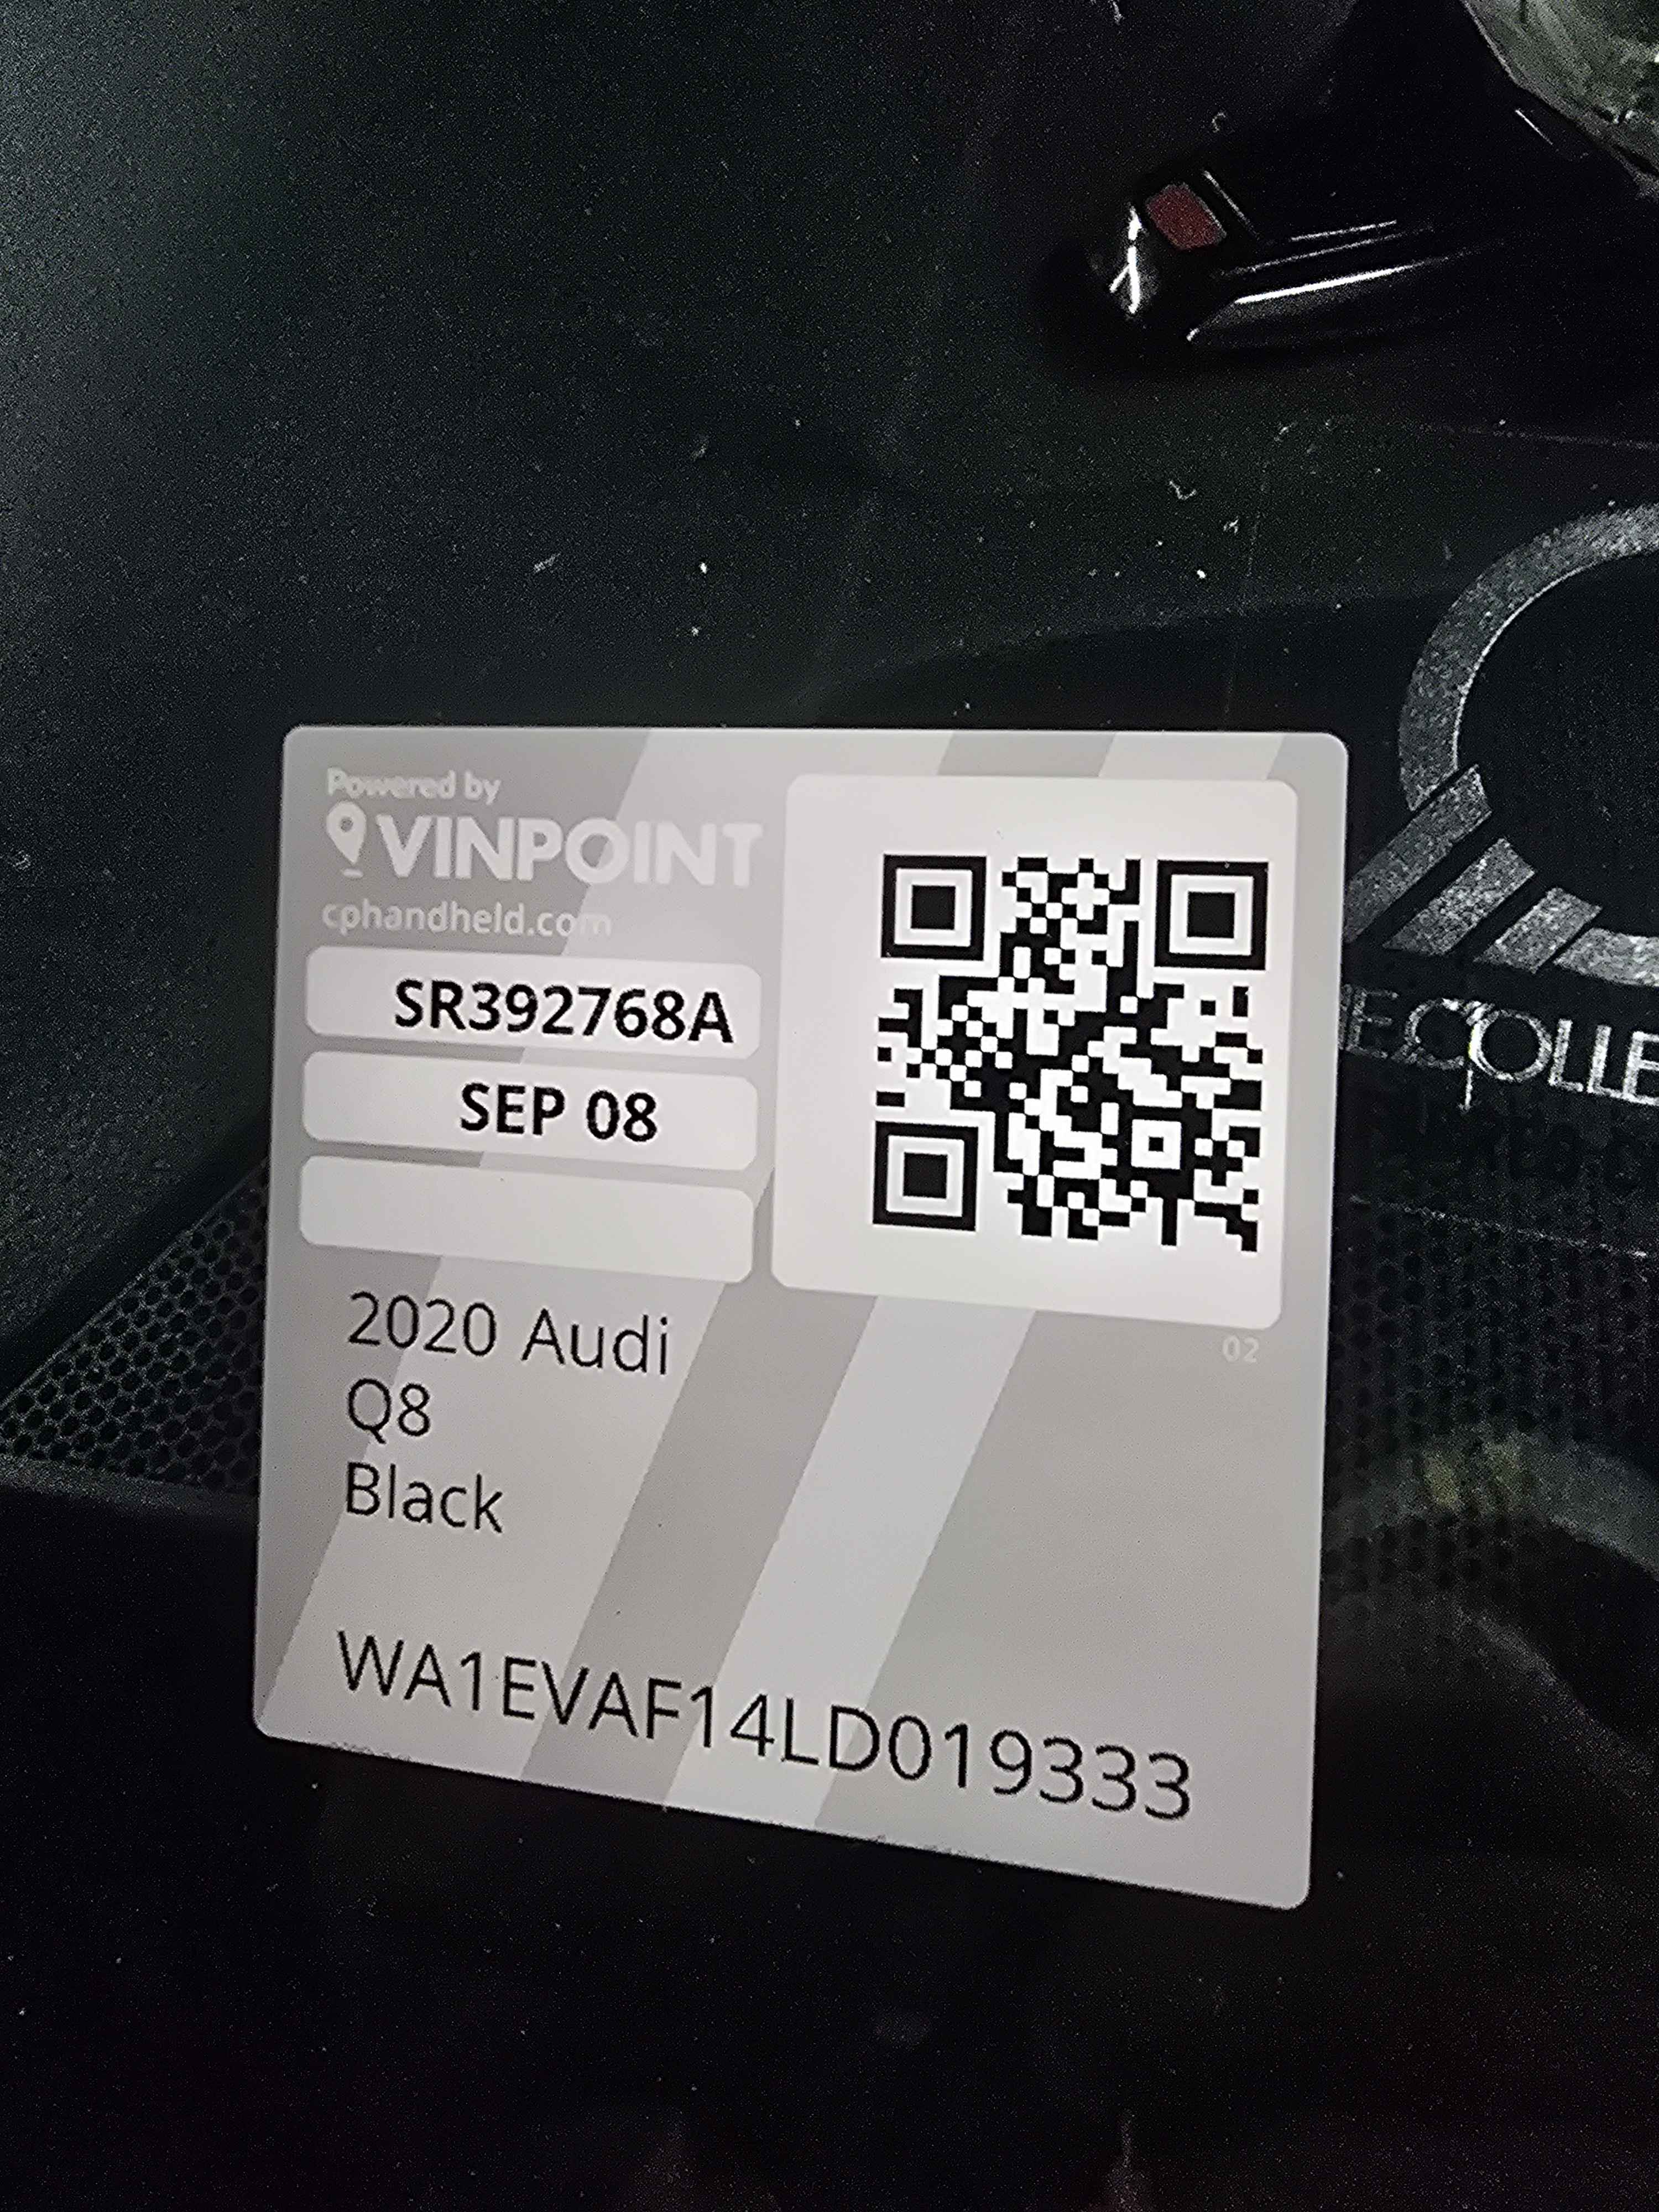 Powered by
VINPOINT
cphandheld.com
SR392768A
SEP 08
02
2020 Audi
Q8
Black
WA1EVAF14LD019333